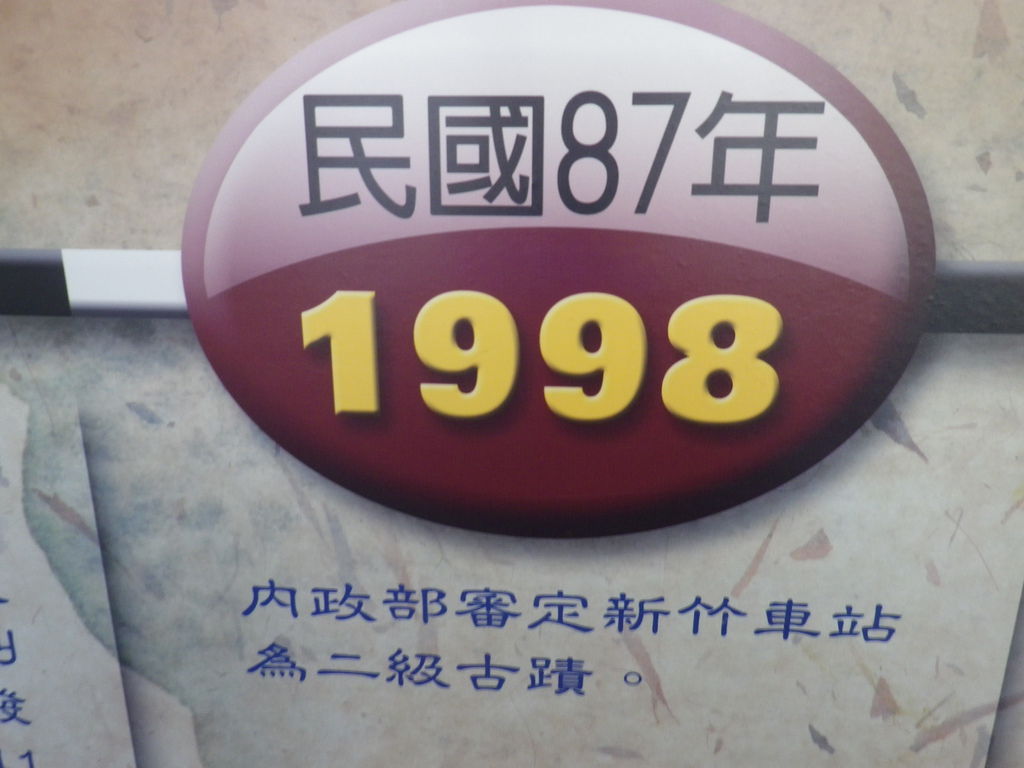 民國87年
1998
內政部審定新竹車站
為二級古蹟。